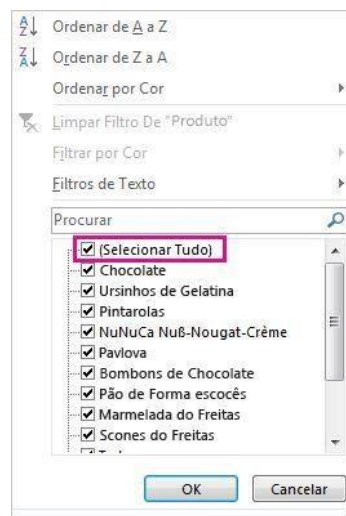 Ordenar de A a Z
Ordenar de Z a A
Ordenar por Cor
Limpar Filtro De "Produto"
Filtrar por Cor
Filtros de Texto
Procurar
(Selecionar Tudo)
Chocolate
Ursinhos de Gelatina
Pintarolas
NuNuCa Nuß-Nougat-Crème
Pavlova
Bombons de Chocolate
Pão de Forma escocês
Marmelada do Freitas
Scones do Freitas
OK Cancelar